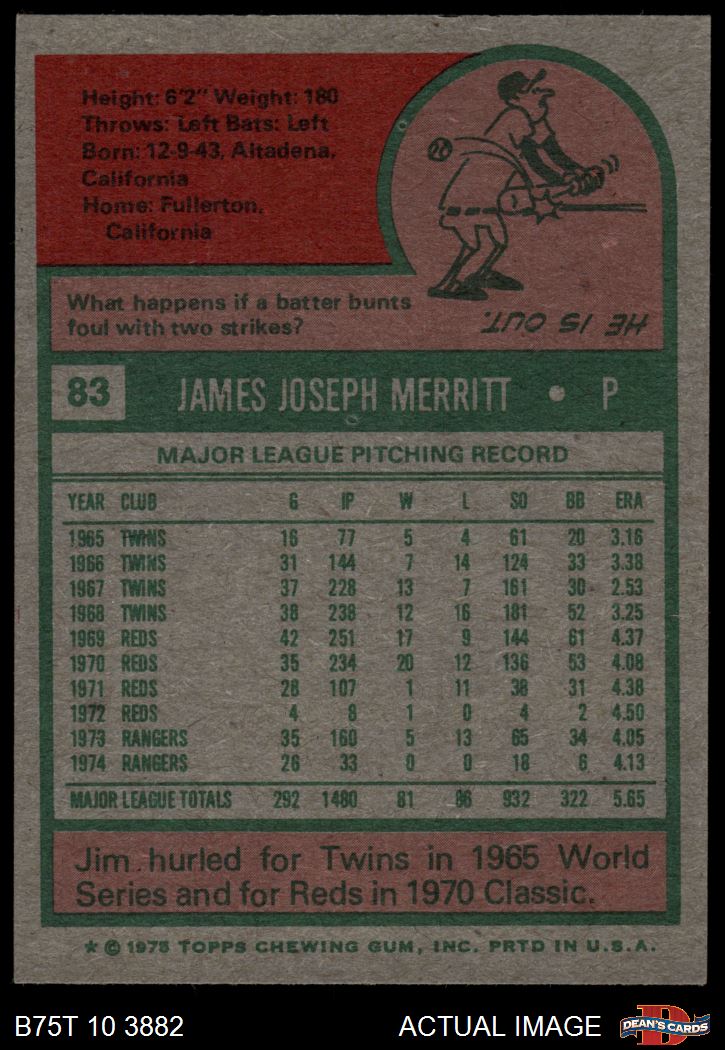 Height: 6'2" Weight: 180
Throws: Left Bats: Left
Born: 12-9-43, Altadena,
California
Home: Fullerton,
California
What happens if a batter bunts
foul with two strikes?
HE IS OUT.
83 JAMES JOSEPH MERRITT • P
MAJOR LEAGUE PITCHING RECORD
YEAR CLUB G IP W L SO BB ERA
1965 TWINS 16 77 5 4 61 20 3.16
1966 TWINS 31 144 7 14 124 33 3.38
1967 TWINS 37 228 13 7 161 30 2.53
1968 TWINS 38 238 12 16 181 52 3.25
1969 REDS 42 251 17 9 144 61 4.37
1970 REDS 35 234 20 12 136 53 4.08
1971 REDS 28 107 1 11 38 31 4.38
1972 REDS 4 8 1 0 4 2 4.50
1973 RANGERS 35 160 5 13 65 34 4.05
1974 RANGERS 26 33 0 0 18 6 4.13
MAJOR LEAGUE TOTALS 292 1480 81 86 932 322 5.65
Jim hurled for Twins in 1965 World
Series and for Reds in 1970 Classic.
* © 1975 TOPPS CHEWING GUM, INC. PRTD IN U.S.A.
B75T 10 3882 ACTUAL IMAGE DEAN'S CARDS